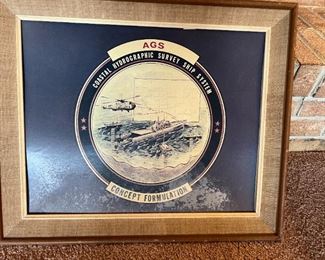 AGS
COASTAL HYDROGRAPHIC SURVEY SHIP SYSTEM
CONCEPT FORMULATION